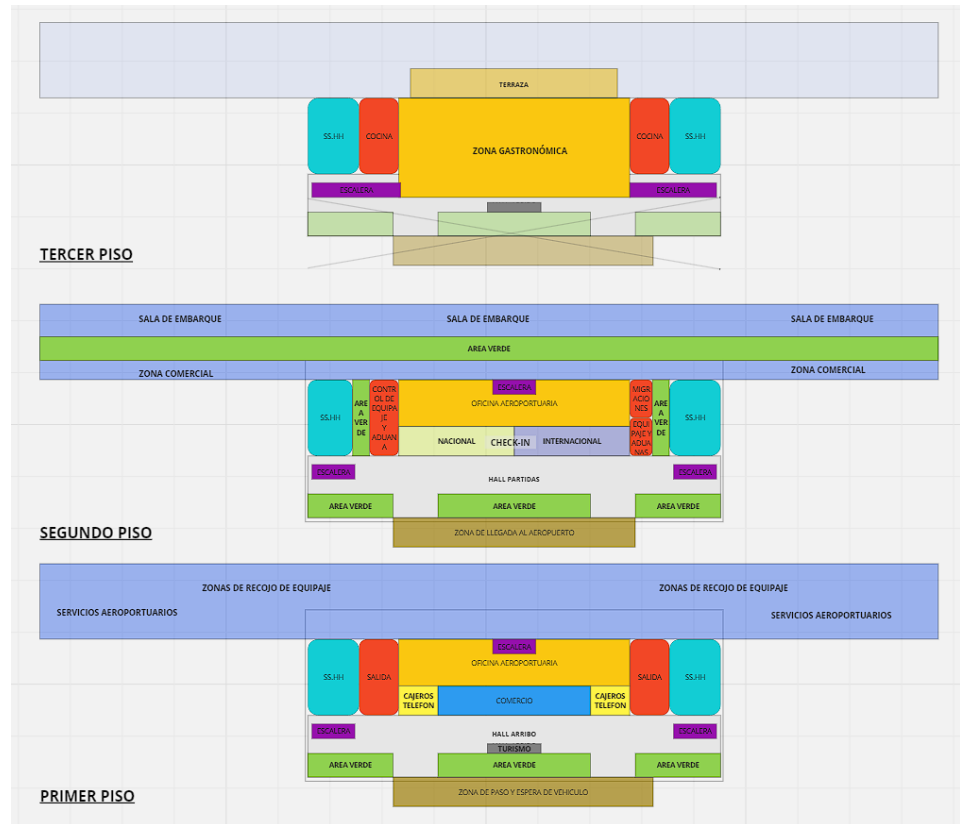 TERRAZA
SS.HH
COCINA
ZONA GASTRONÓMICA
COCINA
SS.HH
ESCALERA
ESCALERA
TERCER PISO
SALA DE EMBARQUE
SALA DE EMBARQUE
SALA DE EMBARQUE
AREA VERDE
ZONA COMERCIAL
ZONA COMERCIAL
SS.HH
ARE
A
VER
DE
CONTR
OL DE
EQUIPA
JE
Y
ADUAN
A
ESCALERA
OFICINA AEROPORTUARIA
NACIONAL
CHECK-IN
INTERNACIONAL
MIGR
ACIO
NES
EQU
IPAJE Y
ADUA
NAS
ARE
A
VER
DE
SS.HH
ESCALERA
HALL PARTIDAS
ESCALERA
AREA VERDE
AREA VERDE
AREA VERDE
SEGUNDO PISO
ZONA DE LLEGADA AL AEROPUERTO
ZONAS DE RECOJO DE EQUIPAJE
ZONAS DE RECOJO DE EQUIPAJE
SERVICIOS AEROPORTUARIOS
SERVICIOS AEROPORTUARIOS
SS.HH
SALIDA
ESCALERA
OFICINA AEROPORTUARIA
CAJEROS
TELEFON
COMERCIO
CAJEROS
TELEFON
SALIDA
SS.HH
ESCALERA
HALL ARRIBO
ESCALERA
TURISMO
AREA VERDE
AREA VERDE
AREA VERDE
PRIMER PISO
ZONA DE PASO Y ESPERA DE VEHICULO